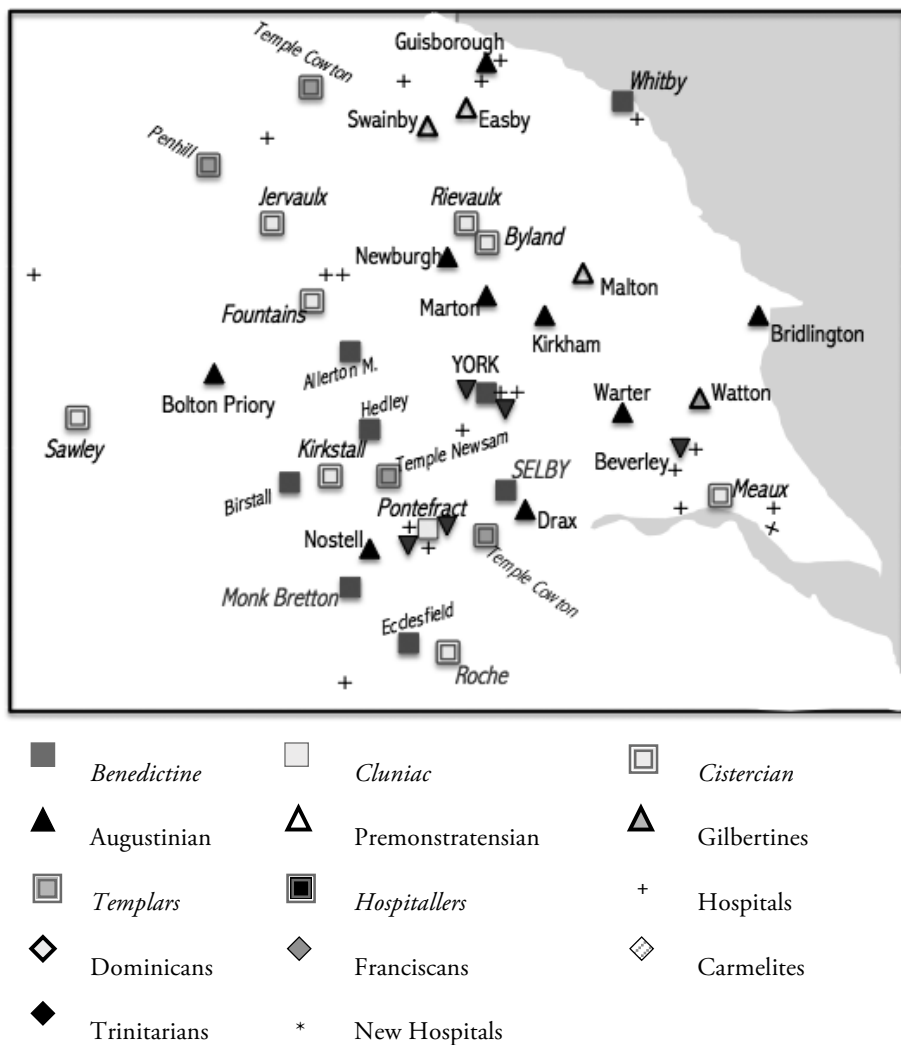 Guisborough
Temple Cowton
Whitby
Swainby
Easby
Penhill
Jervaulx
Rievaulx
Byland
Newburgh
Malton
Fountains
Marton
Kirkham
Bridlington
Allerton M.
YORK
Bolton Priory
Hedley
Warter
Watton
Sawley
Kirkstall
Temple Newsam
Beverley
Birstall
SELBY
Meaux
Pontefract
Drax
Nostell
Temple Cowton
Monk Bretton
Ecdesfield
Roche
Benedictine Cluniac Cistercian
Augustinian Premonstratensian Gilbertines
Templars Hospitallers Hospitals
Dominicans Franciscans Carmelites
Trinitarians New Hospitals